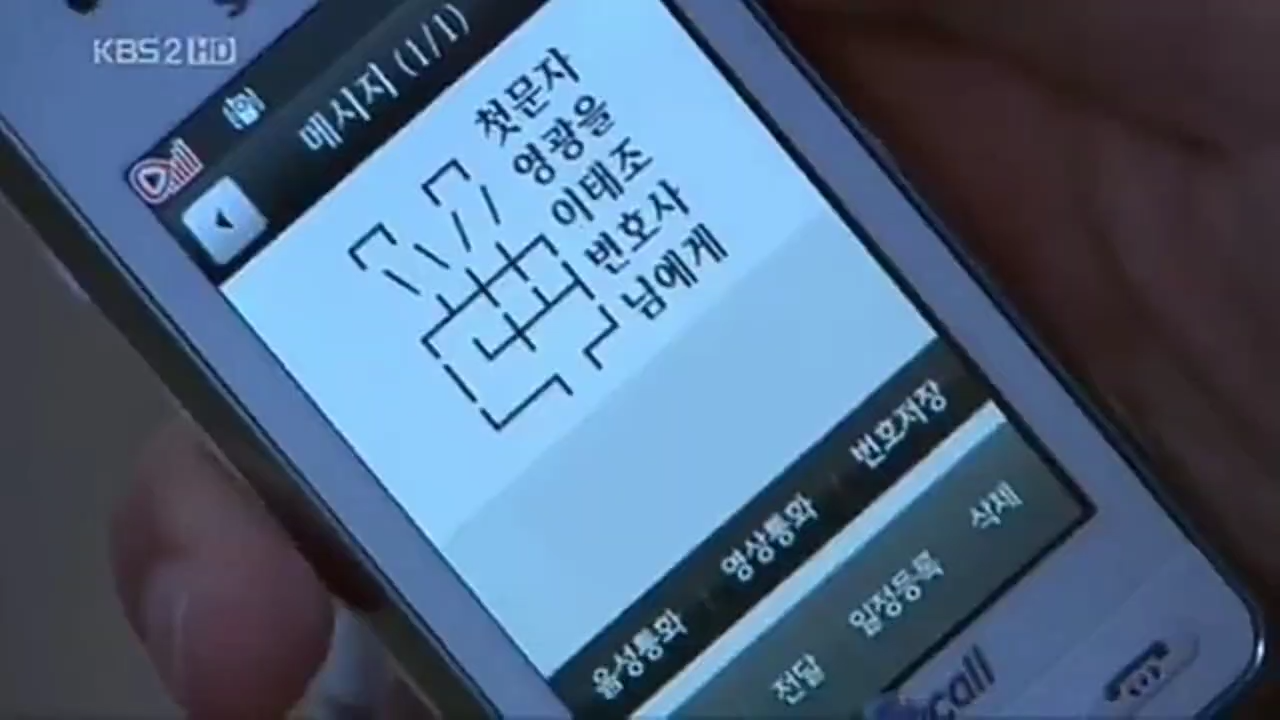 KBS2 HD
메시지 (1/1)
첫문자
영광을
이태조
변호사
님에게
음성통화 영상통화 번호저장
전달 일정등록 삭제
call